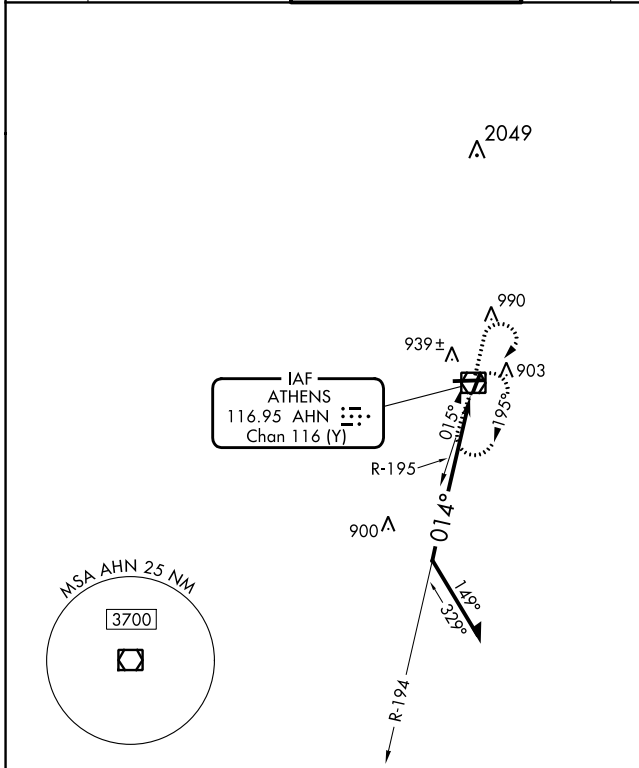 2049
990
939±
903
IAF
ATHENS
116.95 AHN
Chan 116 (Y)
015°
195°
R-195
014°
900
149°
329°
MSA AHN 25 NM
3700
R-194